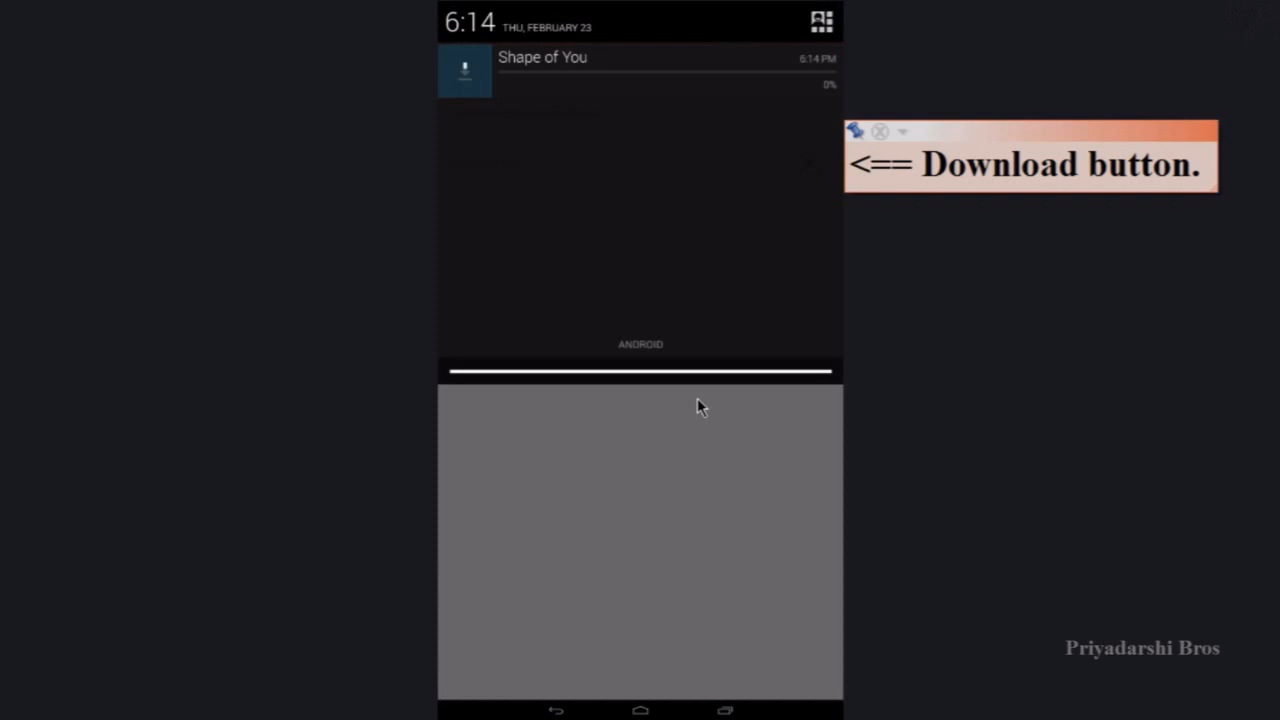 6:14 THU, FEBRUARY 23
Shape of You 6:14 PM
0%
<== Download button.
ANDROID
Priyadarshi Bros